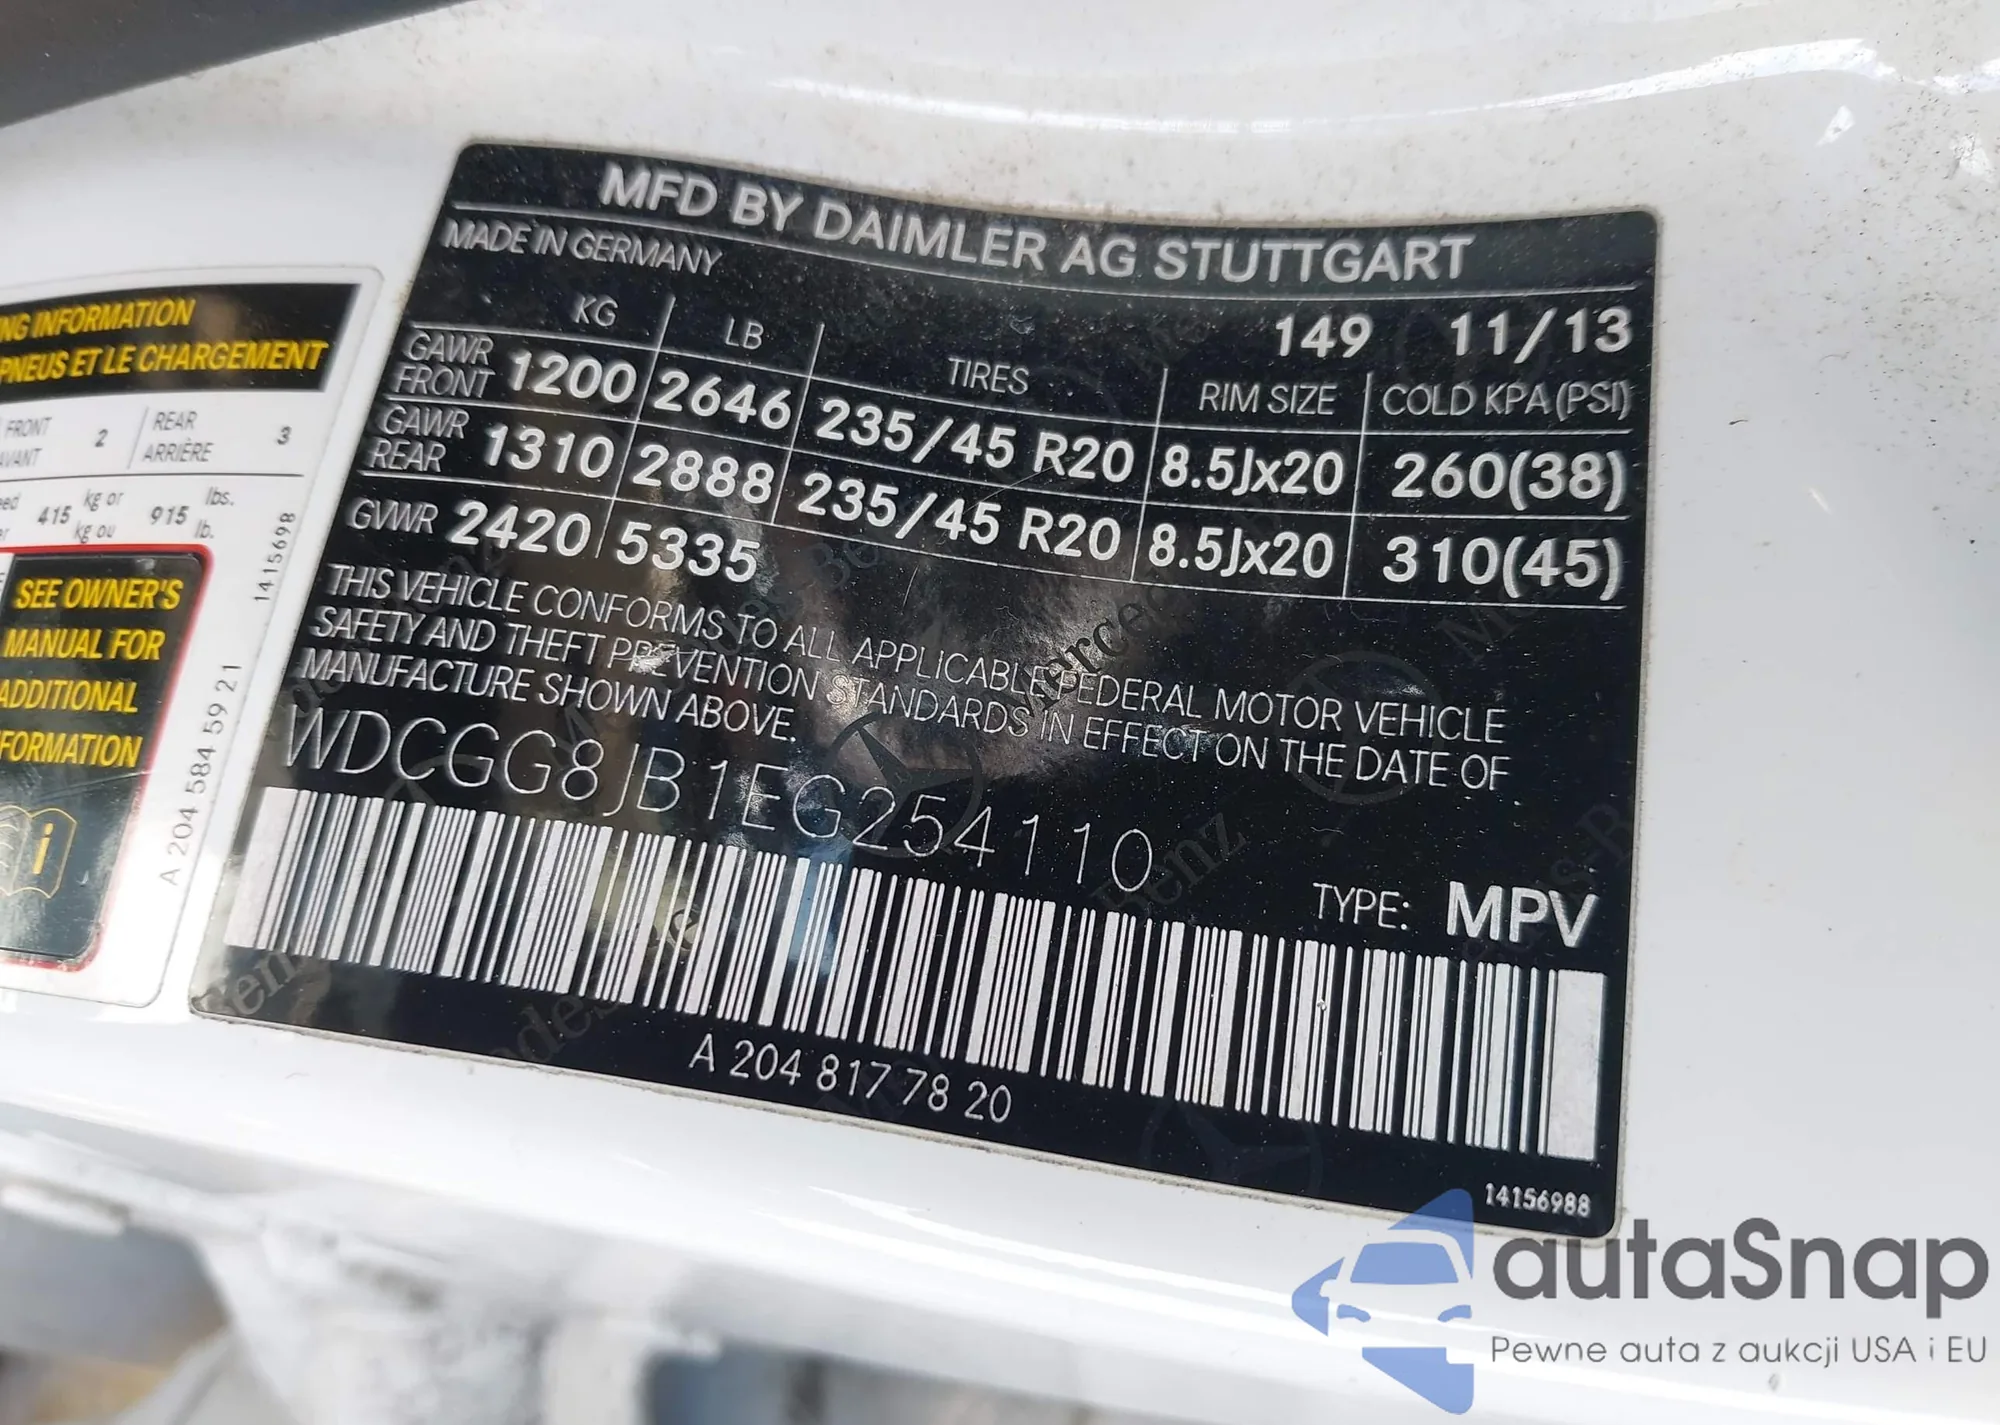 MFD BY DAIMLER AG STUTTGART
MADE IN GERMANY
149 11/13
KG LB TIRES RIM SIZE COLD KPA (PSI)
GAWR FRONT 1200 2646 235/45 R20 8.5Jx20 260(38)
GAWR REAR 1310 2888 235/45 R20 8.5Jx20 310(45)
GVWR 2420 5335
THIS VEHICLE CONFORMS TO ALL APPLICABLE FEDERAL MOTOR VEHICLE
SAFETY AND THEFT PREVENTION STANDARDS IN EFFECT ON THE DATE OF
MANUFACTURE SHOWN ABOVE.
WDCGG8JB1EG254110
TYPE: MPV
A 204 817 78 20
14156988
NG INFORMATION
PNEUS ET LE CHARGEMENT
FRONT 2 REAR 3
AVANT ARRIÈRE
415 kg or 915 lbs.
kg ou lb.
SEE OWNER'S
MANUAL FOR
ADDITIONAL
FORMATION
1415698
A 204 584 59 21
autaSnap
Pewne auta z aukcji USA i EU